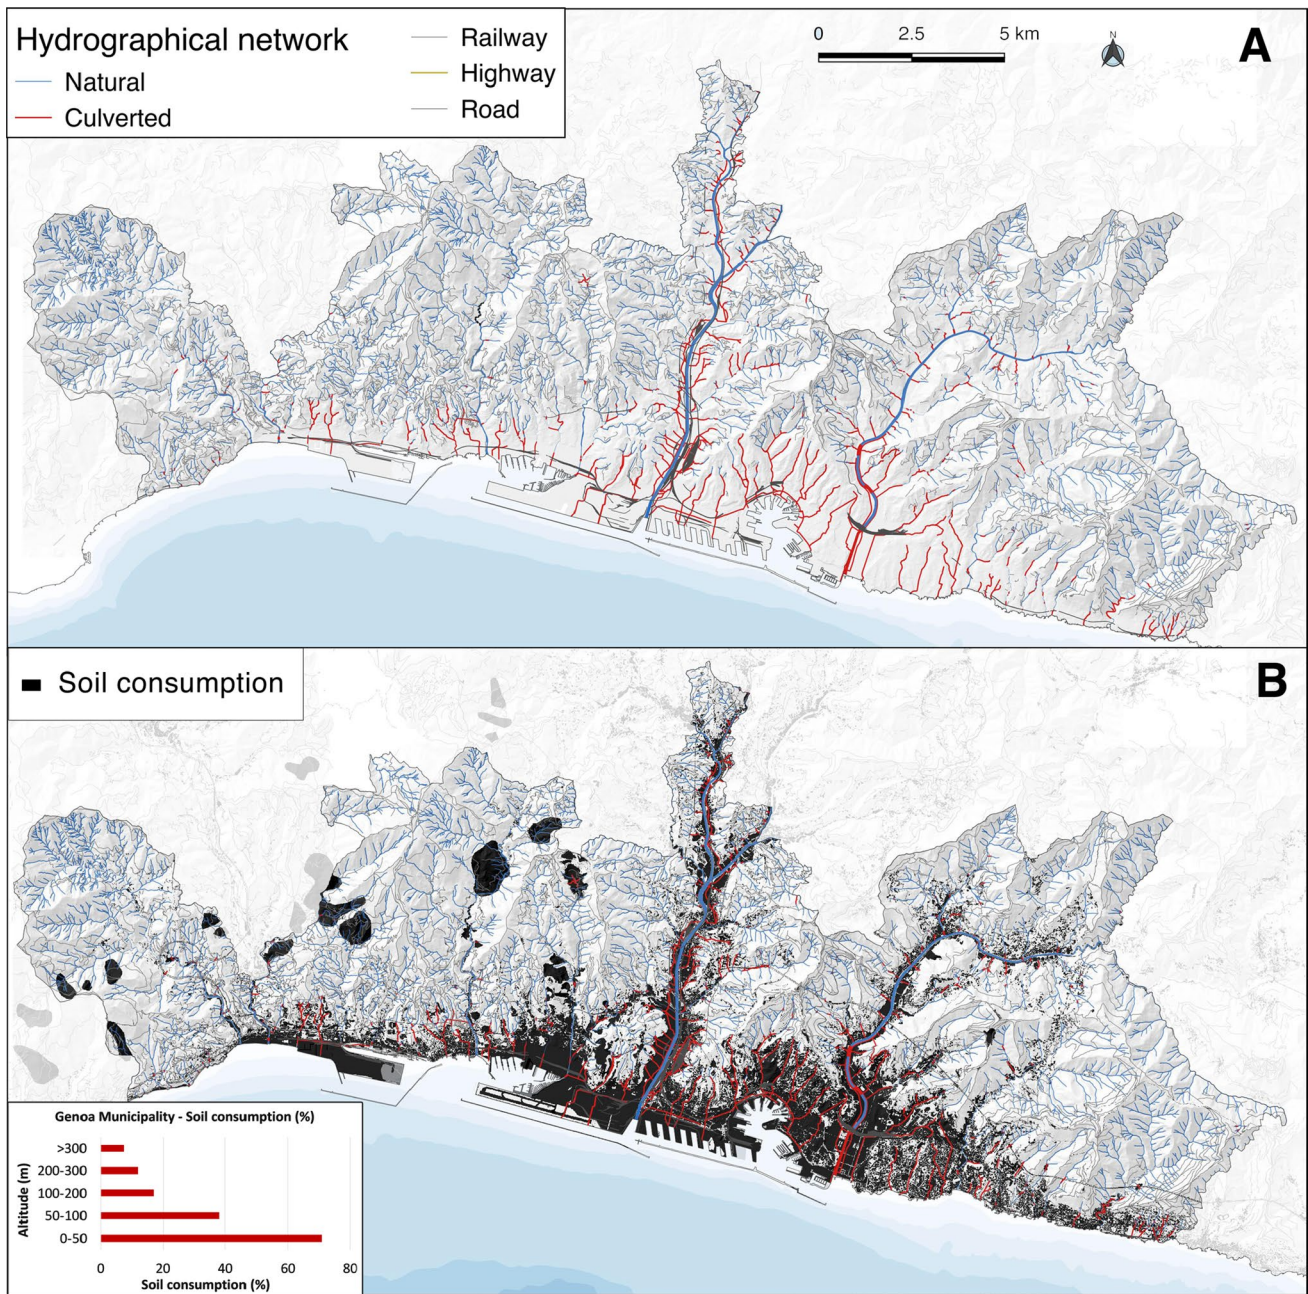 Hydrographical network
Natural
Culverted
Railway
Highway
Road
0 2.5 5 km
N
A
Soil consumption
B
Genoa Municipality - Soil consumption (%)
Altitude (m)
>300
200-300
100-200
50-100
0-50
0 20 40 60 80
Soil consumption (%)